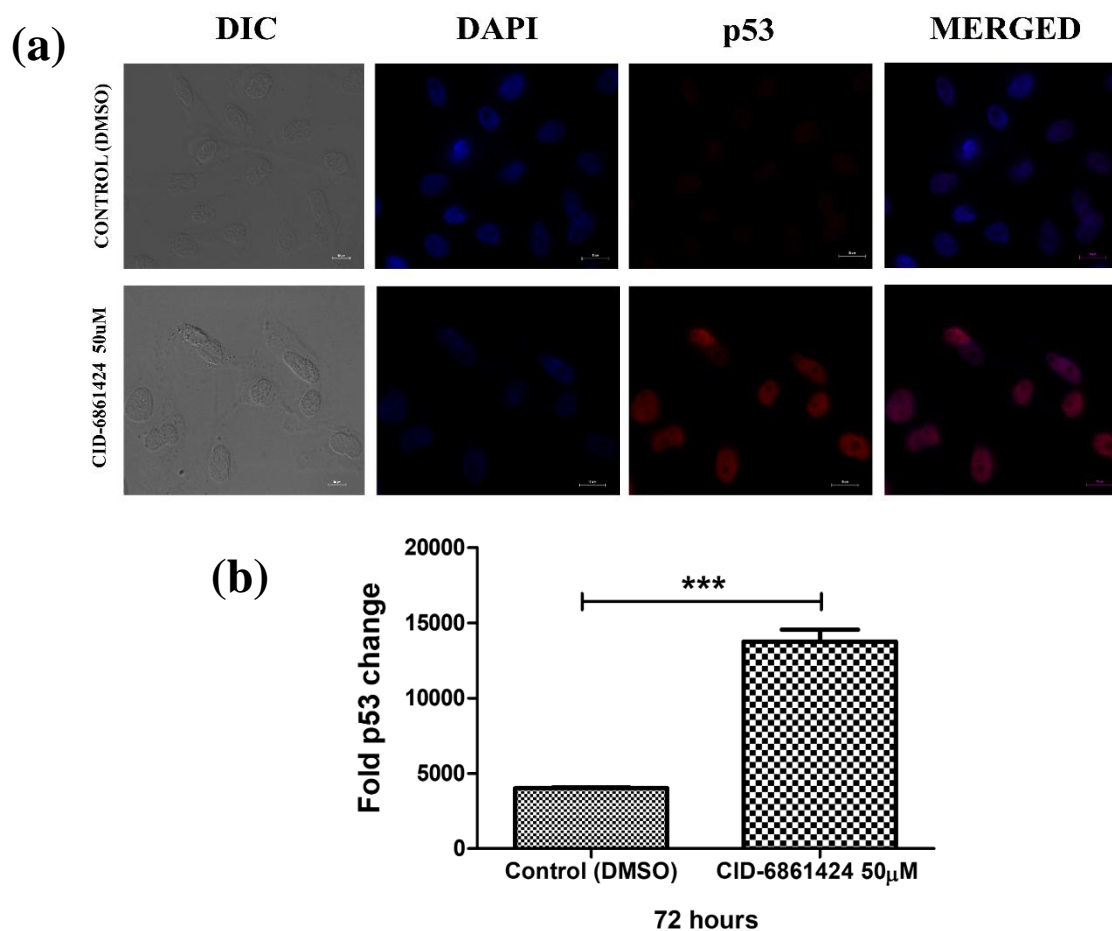 (a)
DIC DAPI p53 MERGED
CONTROL (DMSO)
CID-6861424 50uM
(b)
Fold p53 change
20000
15000
10000
5000
0
***
Control (DMSO) CID-6861424 50μM
72 hours